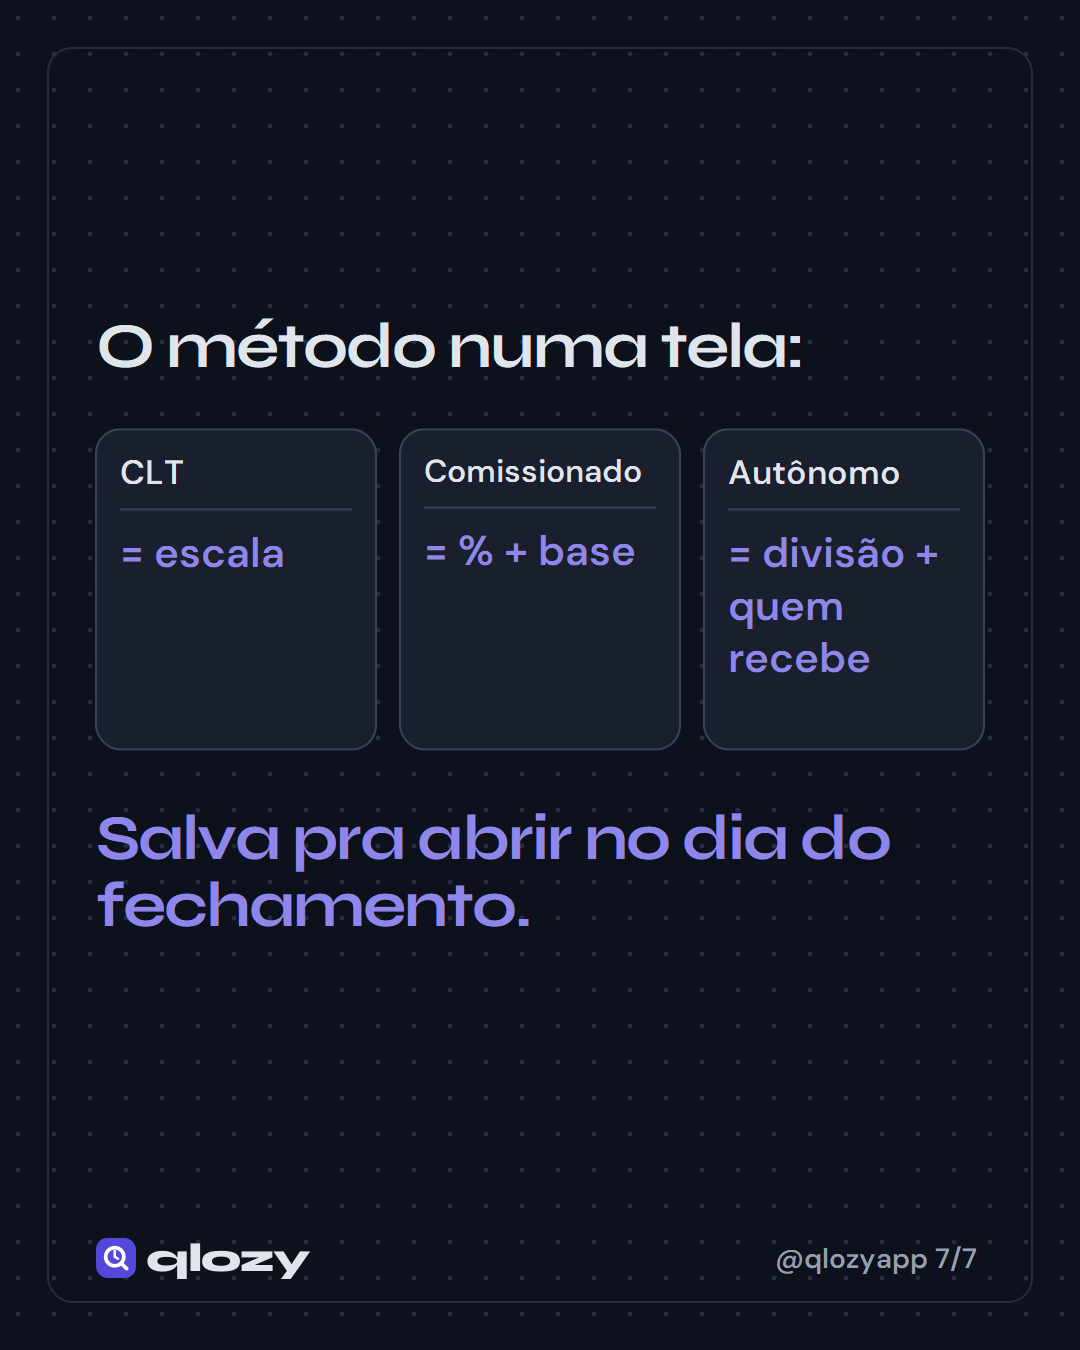 O método numa tela:
CLT
= escala
Comissionado
= % + base
Autônomo
= divisão +
quem
recebe
Salva pra abrir no dia do
fechamento.
qlozy
@qlozyapp 7/7